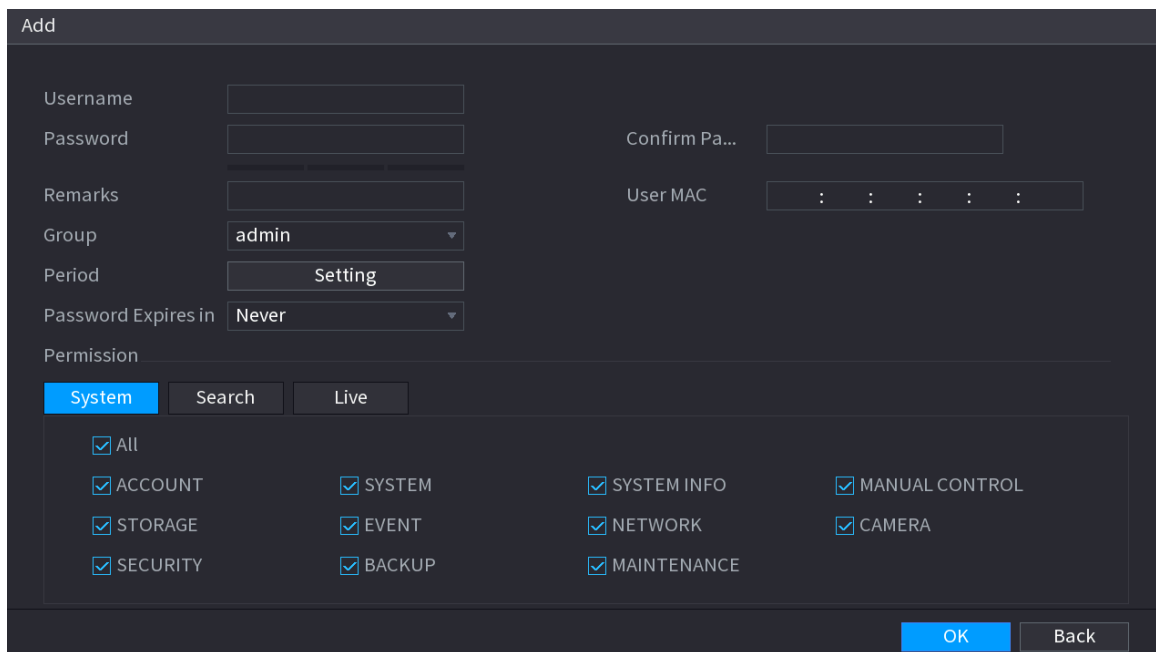 Add
Username
Password Confirm Pa...
Remarks User MAC : : : : :
Group admin
Period Setting
Password Expires in Never
Permission
System Search Live
All
ACCOUNT SYSTEM SYSTEM INFO MANUAL CONTROL
STORAGE EVENT NETWORK CAMERA
SECURITY BACKUP MAINTENANCE
OK Back